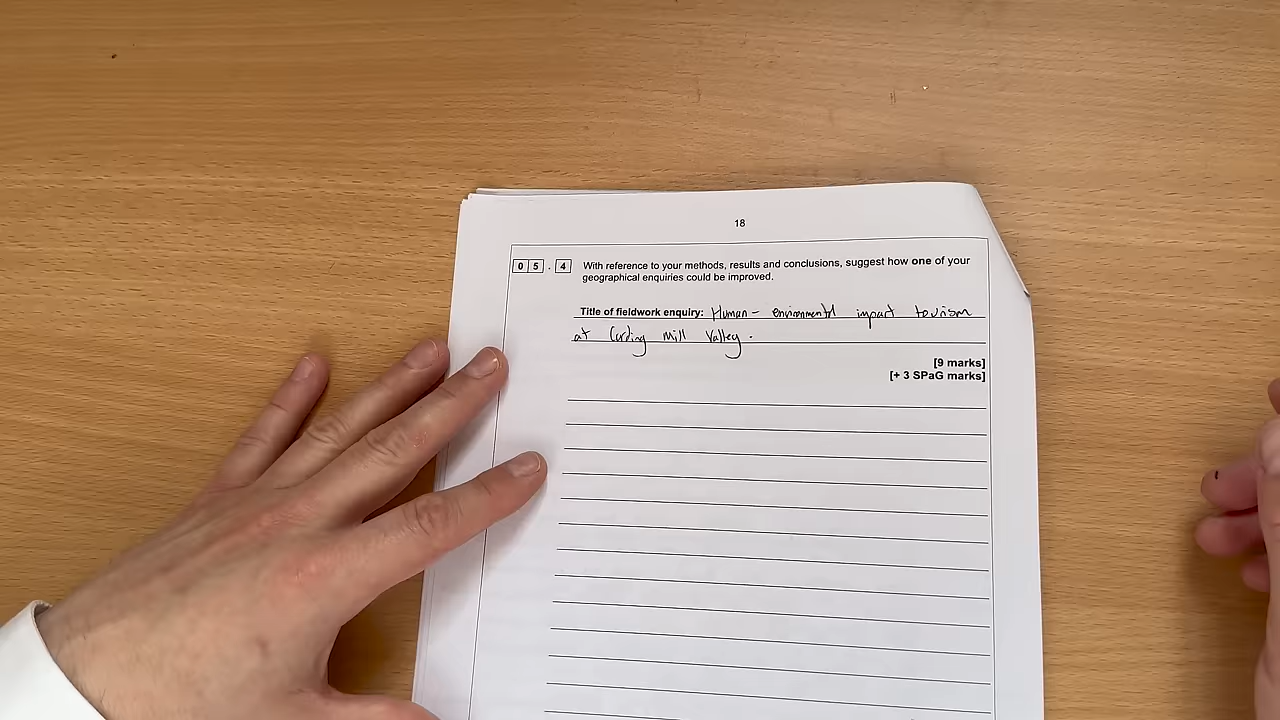 18
0 5 . 4 With reference to your methods, results and conclusions, suggest how one of your
geographical enquiries could be improved.
Title of fieldwork enquiry: Human - environmental impact tourism
at Carding Mill Valley.
[9 marks]
[+ 3 SPaG marks]